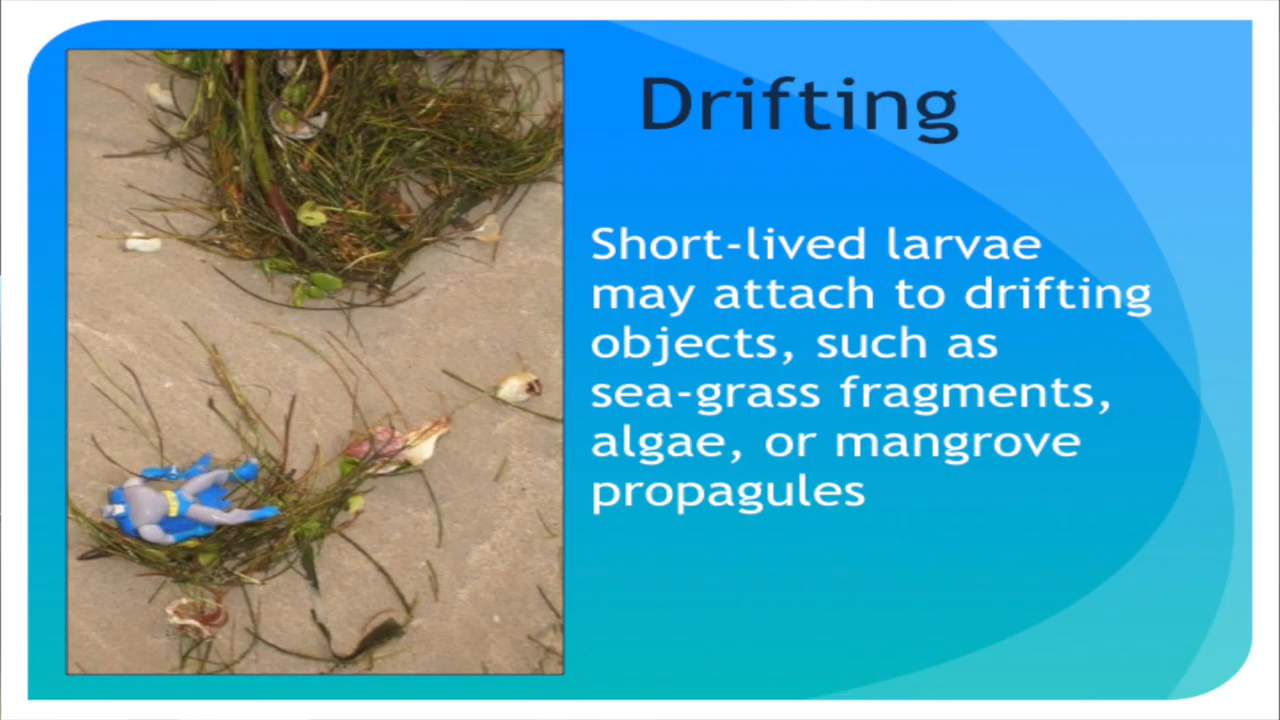 Drifting
Short-lived larvae
may attach to drifting
objects, such as
sea-grass fragments,
algae, or mangrove
propagules